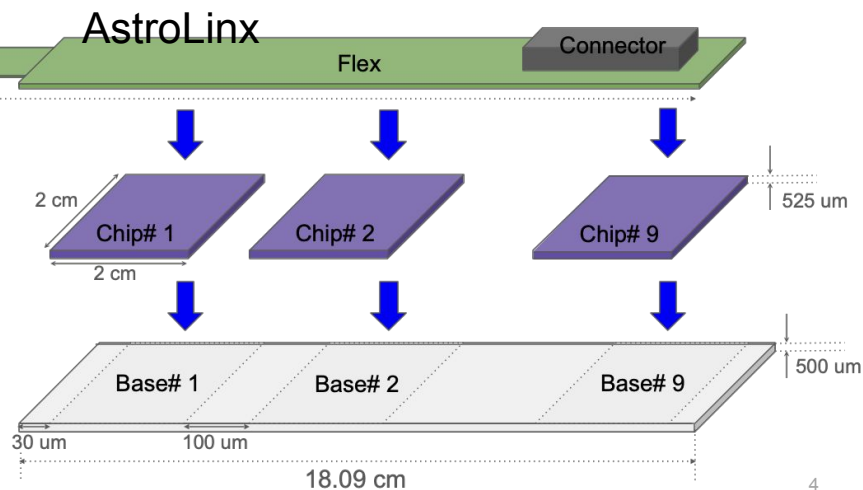 AstroLinx
Connector
Flex
2 cm
525 um
Chip# 1
Chip# 2
Chip# 9
2 cm
500 um
Base# 1
Base# 2
Base# 9
30 um
100 um
18.09 cm
4